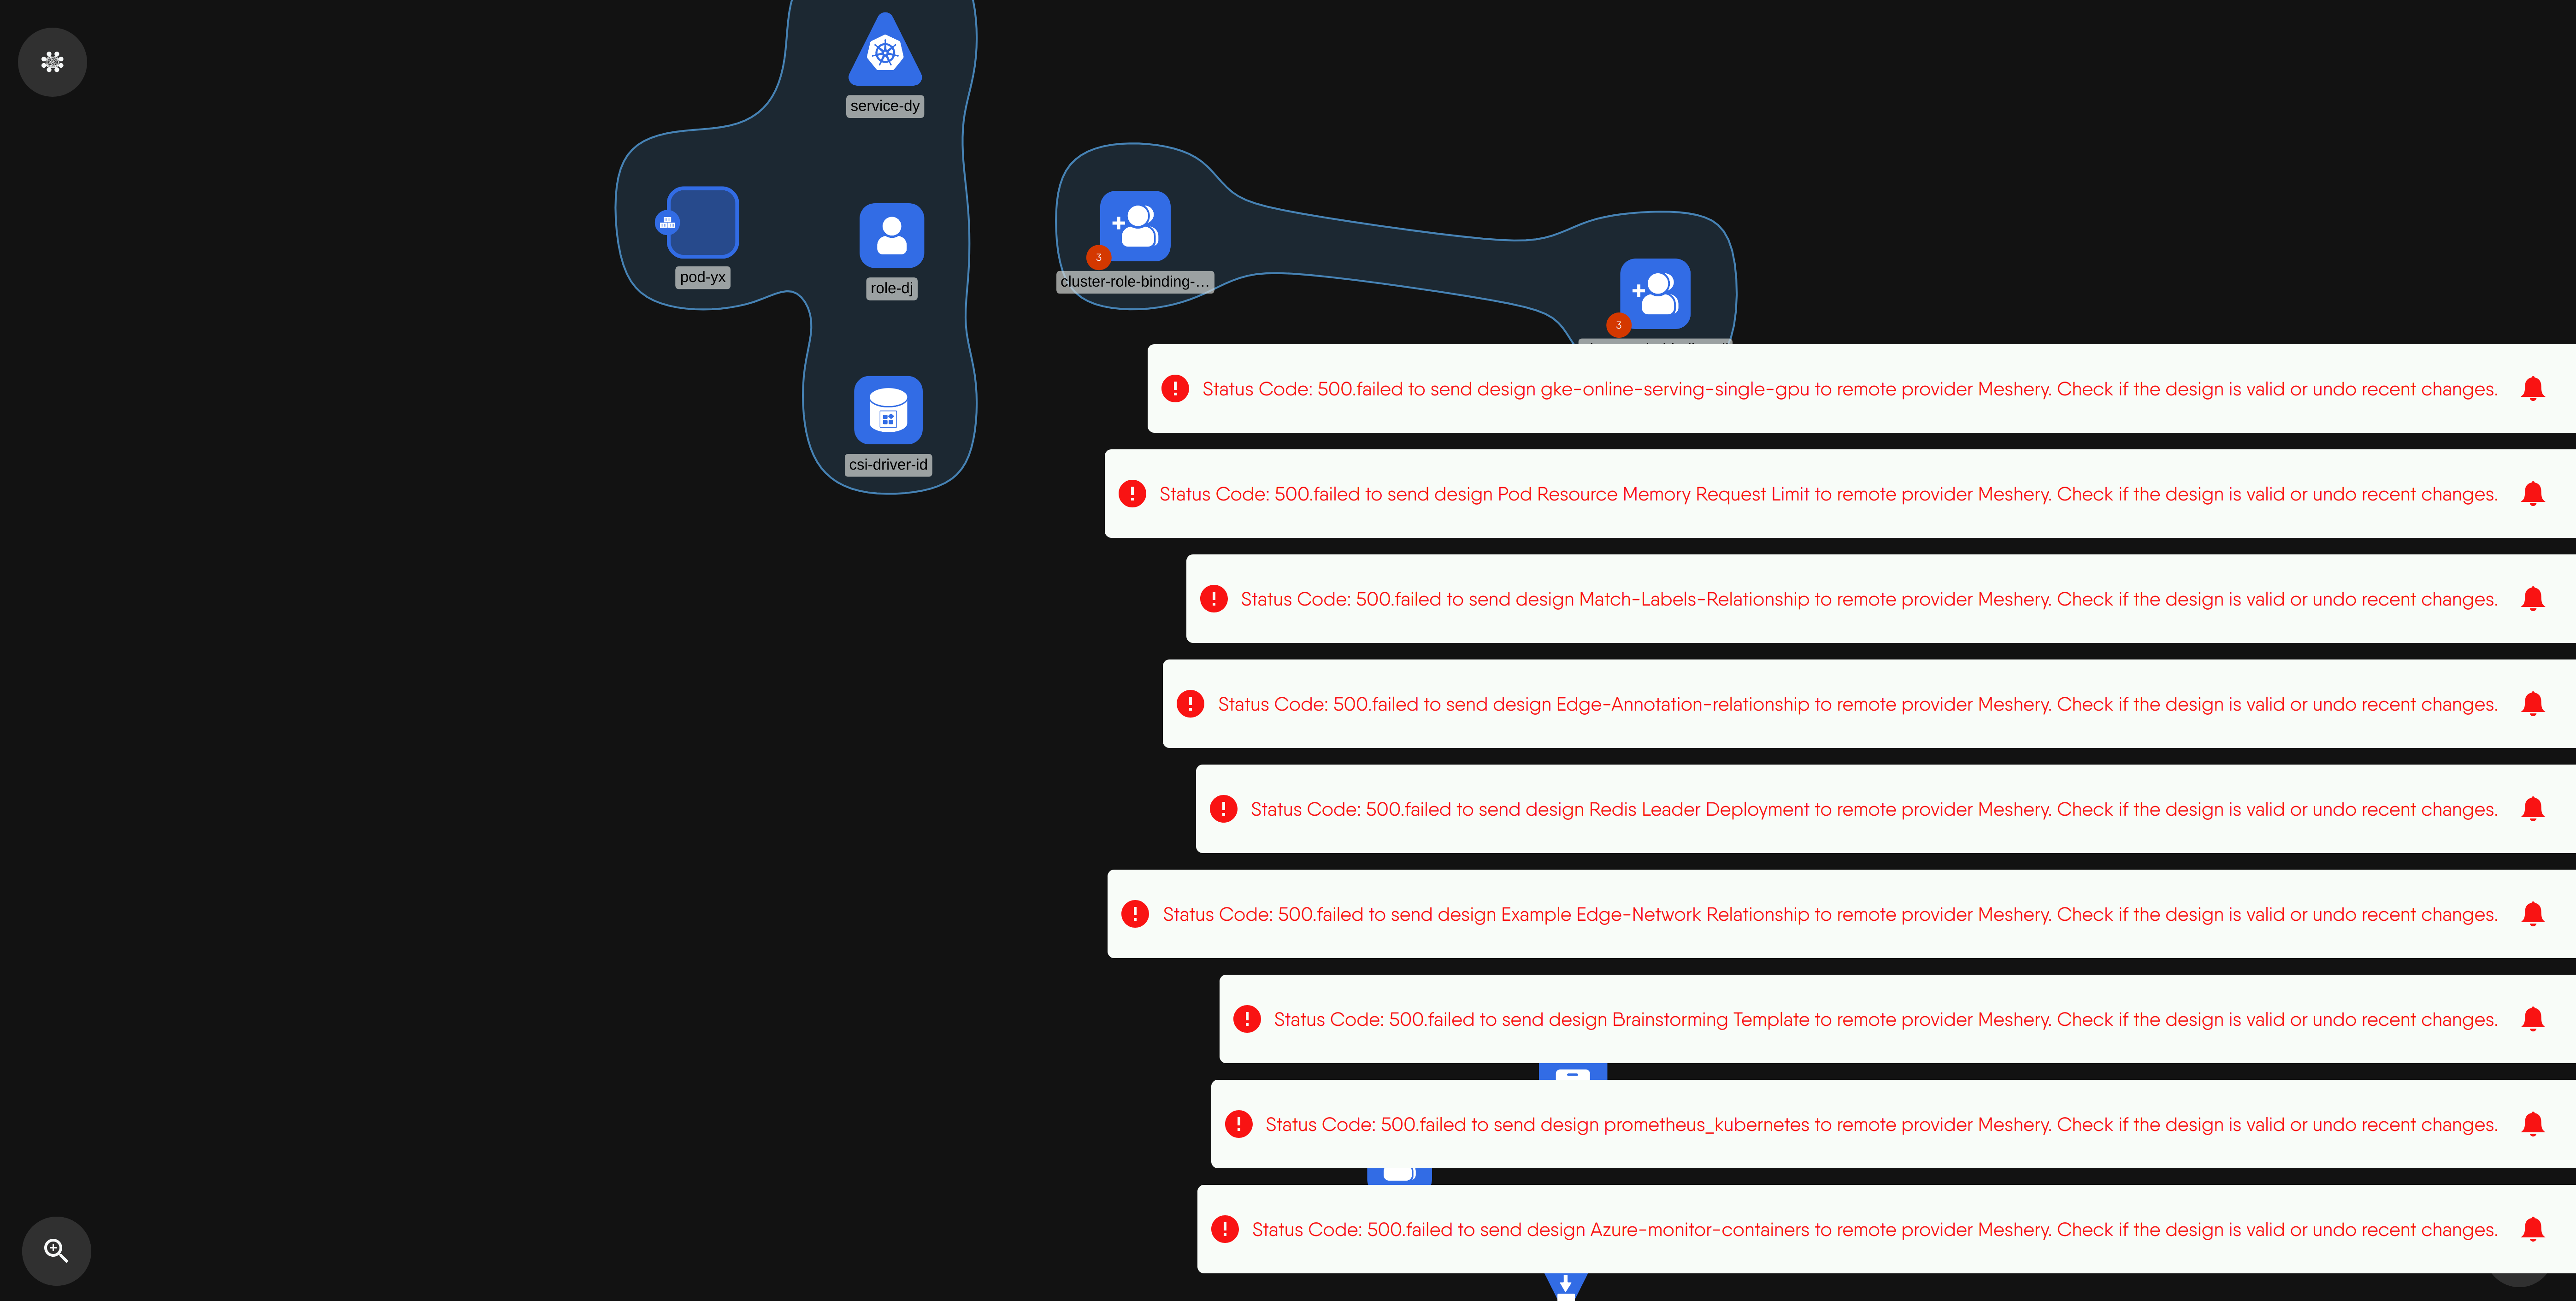 service-dy
pod-yx
role-dj
3
cluster-role-binding-...
3
csi-driver-id
Status Code: 500.failed to send design gke-online-serving-single-gpu to remote provider Meshery. Check if the design is valid or undo recent changes.
Status Code: 500.failed to send design Pod Resource Memory Request Limit to remote provider Meshery. Check if the design is valid or undo recent changes.
Status Code: 500.failed to send design Match-Labels-Relationship to remote provider Meshery. Check if the design is valid or undo recent changes.
Status Code: 500.failed to send design Edge-Annotation-relationship to remote provider Meshery. Check if the design is valid or undo recent changes.
Status Code: 500.failed to send design Redis Leader Deployment to remote provider Meshery. Check if the design is valid or undo recent changes.
Status Code: 500.failed to send design Example Edge-Network Relationship to remote provider Meshery. Check if the design is valid or undo recent changes.
Status Code: 500.failed to send design Brainstorming Template to remote provider Meshery. Check if the design is valid or undo recent changes.
Status Code: 500.failed to send design prometheus_kubernetes to remote provider Meshery. Check if the design is valid or undo recent changes.
Status Code: 500.failed to send design Azure-monitor-containers to remote provider Meshery. Check if the design is valid or undo recent changes.